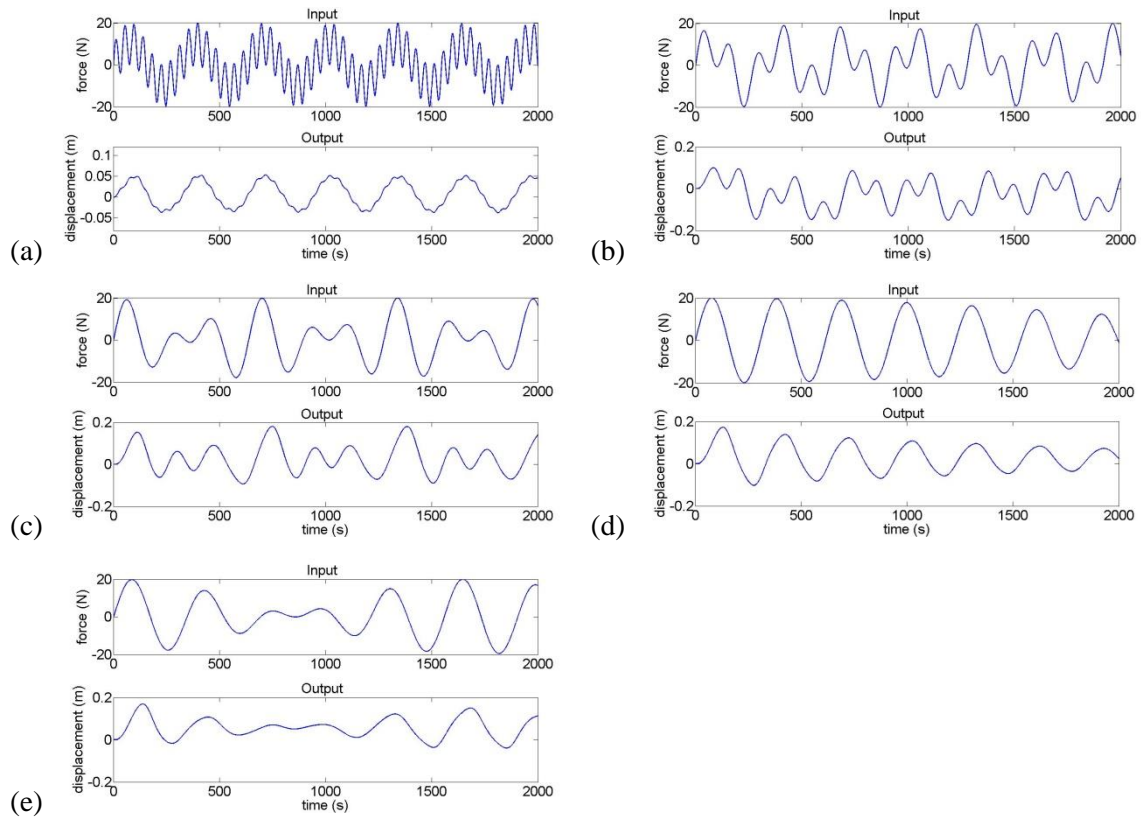 Input
force (N)
20
0
-20
0 500 1000 1500 2000
Output
displacement (m)
0.1
0.05
0
-0.05
0 500 1000 1500 2000
time (s)
(a)
Input
force (N)
20
0
-20
0 500 1000 1500 2000
Output
displacement (m)
0.2
0
-0.2
0 500 1000 1500 2000
time (s)
(b)
Input
force (N)
20
0
-20
0 500 1000 1500 2000
Output
displacement (m)
0.2
0
-0.2
0 500 1000 1500 2000
time (s)
(c)
Input
force (N)
20
0
-20
0 500 1000 1500 2000
Output
displacement (m)
0.2
0
-0.2
0 500 1000 1500 2000
time (s)
(d)
Input
force (N)
20
0
-20
0 500 1000 1500 2000
Output
displacement (m)
0.2
0
-0.2
0 500 1000 1500 2000
time (s)
(e)